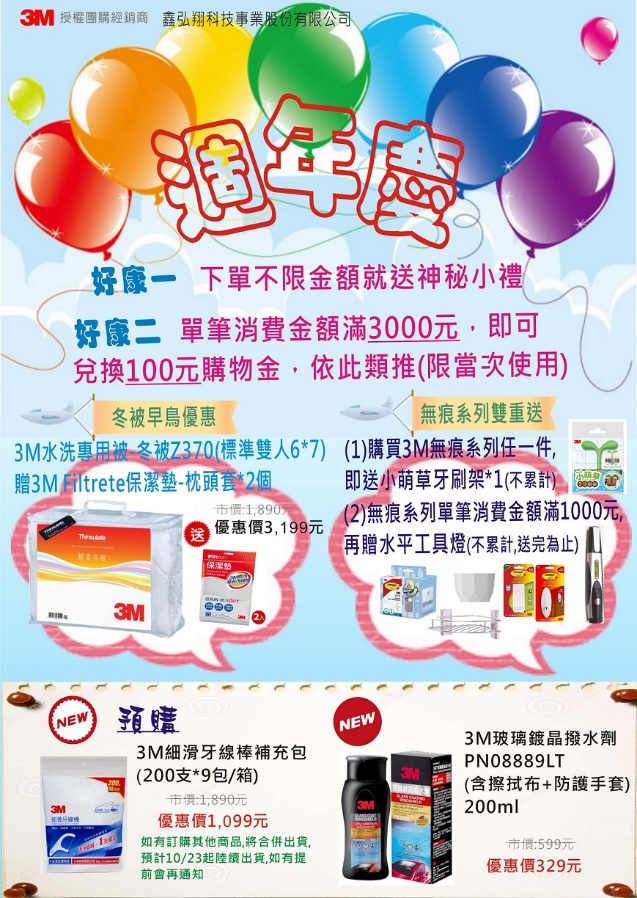 3M 授權團購經銷商 鑫弘翔科技事業股份有限公司
週年慶
好康一 下單不限金額就送神秘小禮
好康二 單筆消費金額滿3000元，即可
兌換100元購物金，依此類推(限當次使用)
冬被早鳥優惠
3M水洗專用被-冬被Z370(標準雙人6*7)
贈3M Filtrete保潔墊-枕頭套*2個
市價:1,890元
優惠價3,199元
送
Thinsulate
Thinsulate
3M
保潔墊
2入
無痕系列雙重送
(1)購買3M無痕系列任一件,
即送小萌草牙刷架*1(不累計)
(2)無痕系列單筆消費金額滿1000元,
再贈水平工具燈(不累計,送完為止)
NEW 預購
3M細滑牙線棒補充包
(200支*9包/箱)
市價:1,890元
優惠價1,099元
如有訂購其他商品,將合併出貨,
預計10/23起陸續出貨,如有提
前會再通知
3M
細滑牙線棒
NEW
3M玻璃鍍晶撥水劑
PN08889LT
(含擦拭布+防護手套)
200ml
市價:599元
優惠價329元
3M
GLASS COATING
WINDSHIELD
3M